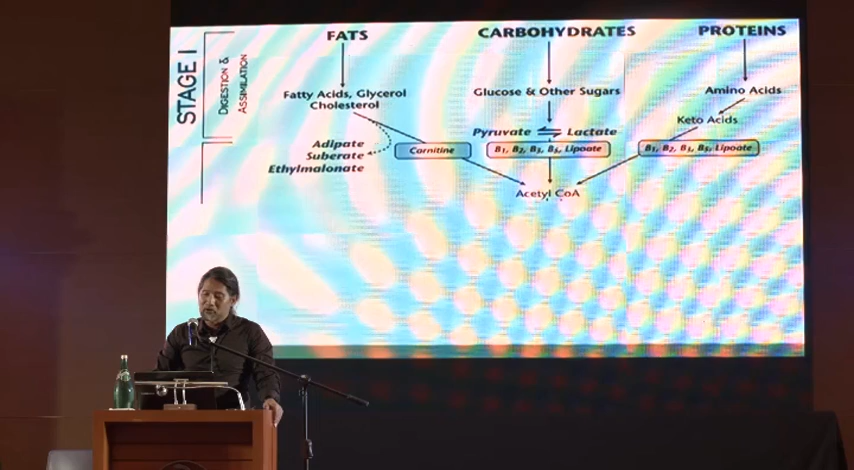 STAGE I
DIGESTION &
ASSIMILATION
FATS
CARBOHYDRATES
PROTEINS
Fatty Acids, Glycerol
Cholesterol
Glucose & Other Sugars
Amino Acids
Keto Acids
Pyruvate
Lactate
Adipate
Suberate
Ethylmalonate
Carnitine
B1, B2, B3, B5, Lipoate
B1, B2, B3, B5, Lipoate
Acetyl CoA